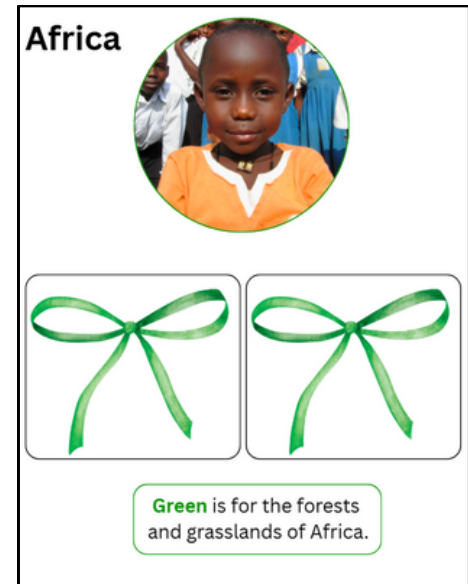 Africa
Green is for the forests
and grasslands of Africa.